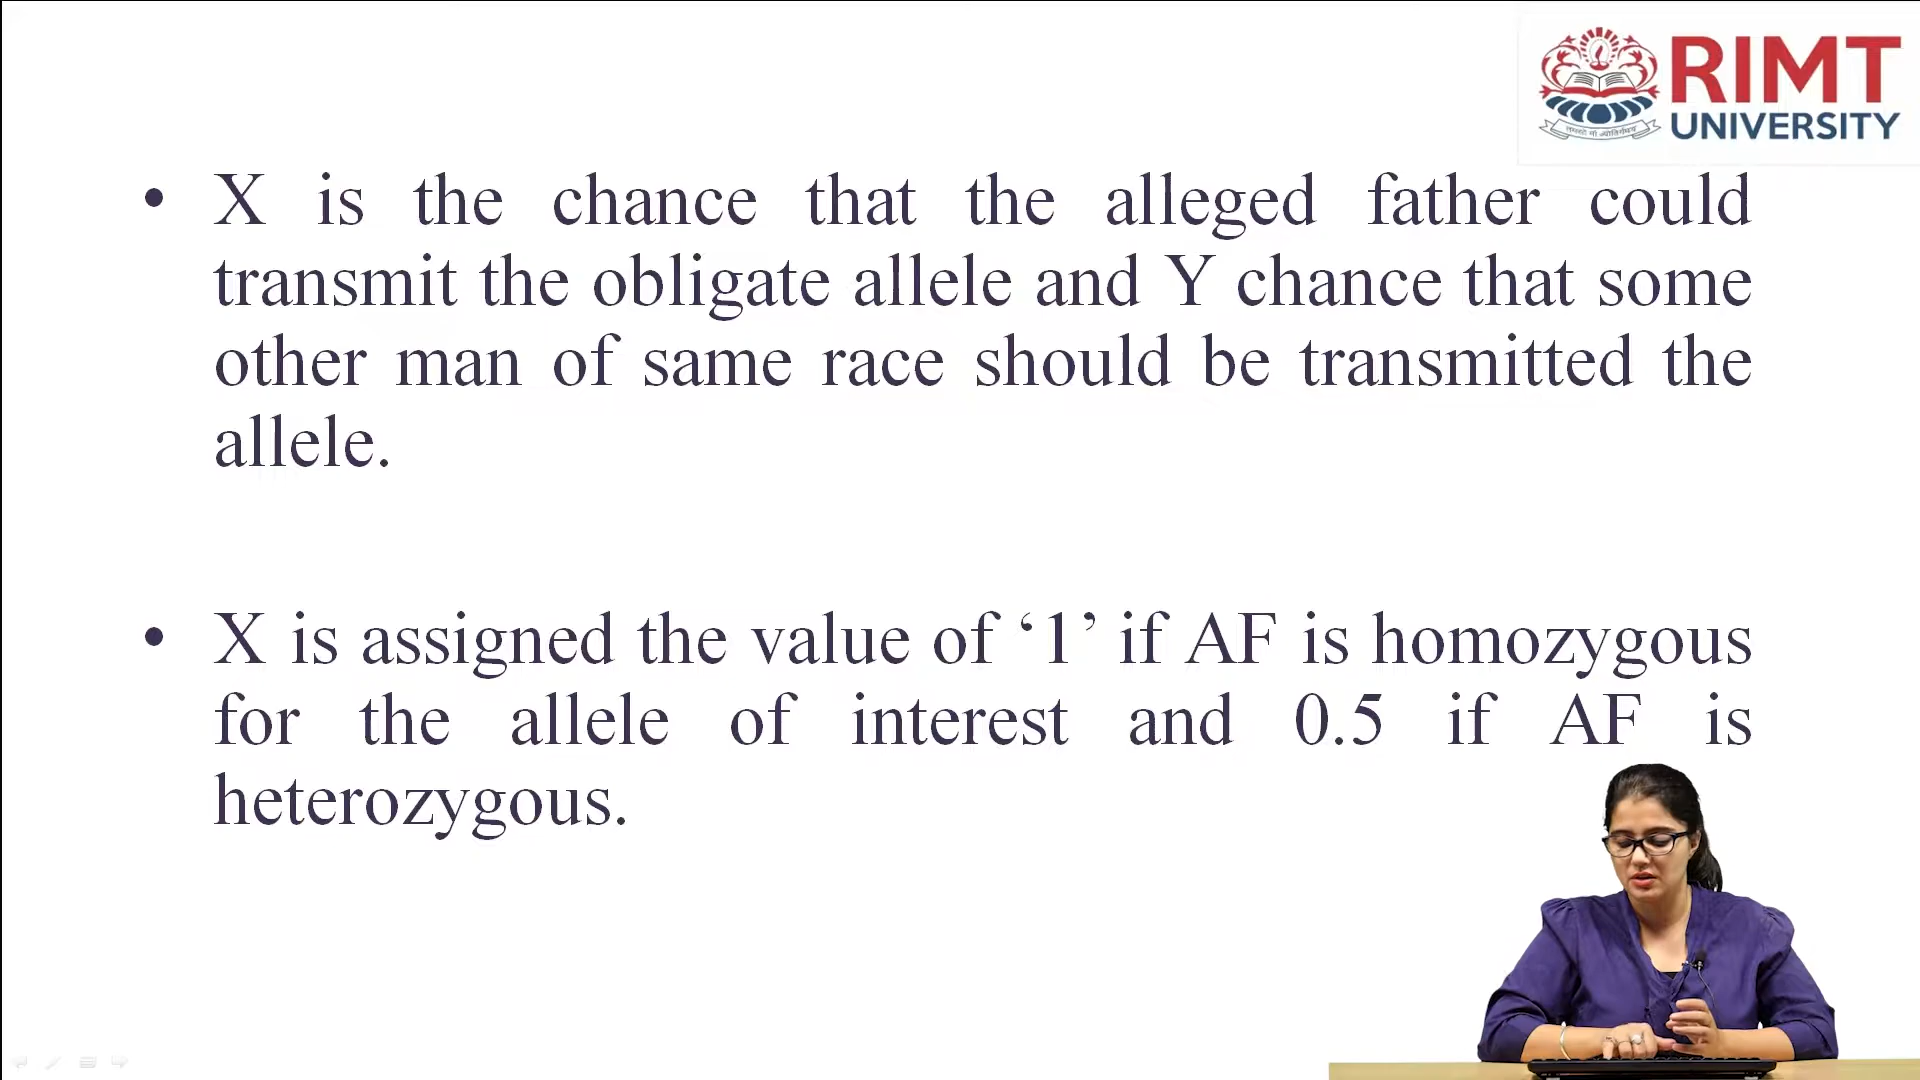 RIMT
UNIVERSITY
• X is the chance that the alleged father could
transmit the obligate allele and Y chance that some
other man of same race should be transmitted the
allele.
• X is assigned the value of ‘1’ if AF is homozygous
for the allele of interest and 0.5 if AF is
heterozygous.